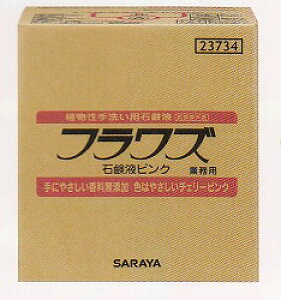 23734
植物性手洗い用石鹸液
フラワズ
石鹸液ピンク 業務用
手にやさしい香料無添加 色はやさしいチェリーピンク
SARAYA